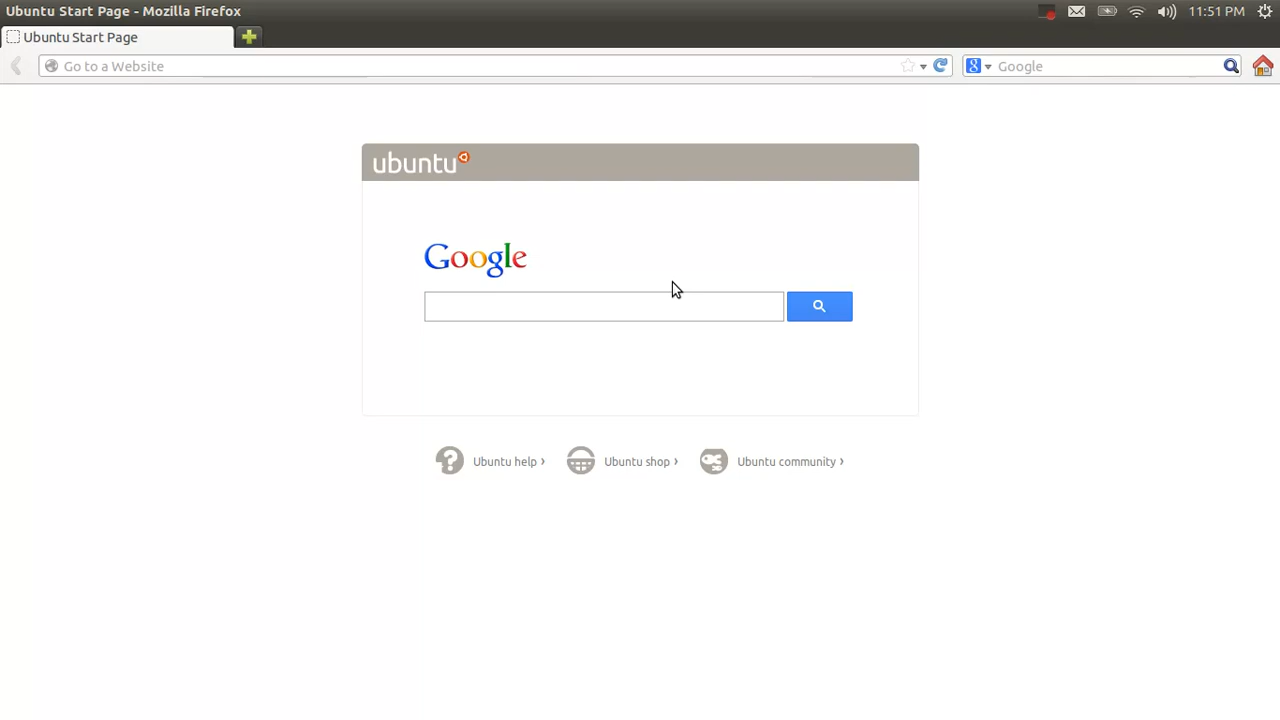 Ubuntu Start Page - Mozilla Firefox
11:51 PM
Ubuntu Start Page
Go to a Website
8
Google
ubuntu
Google
Ubuntu help ›
Ubuntu shop ›
Ubuntu community ›